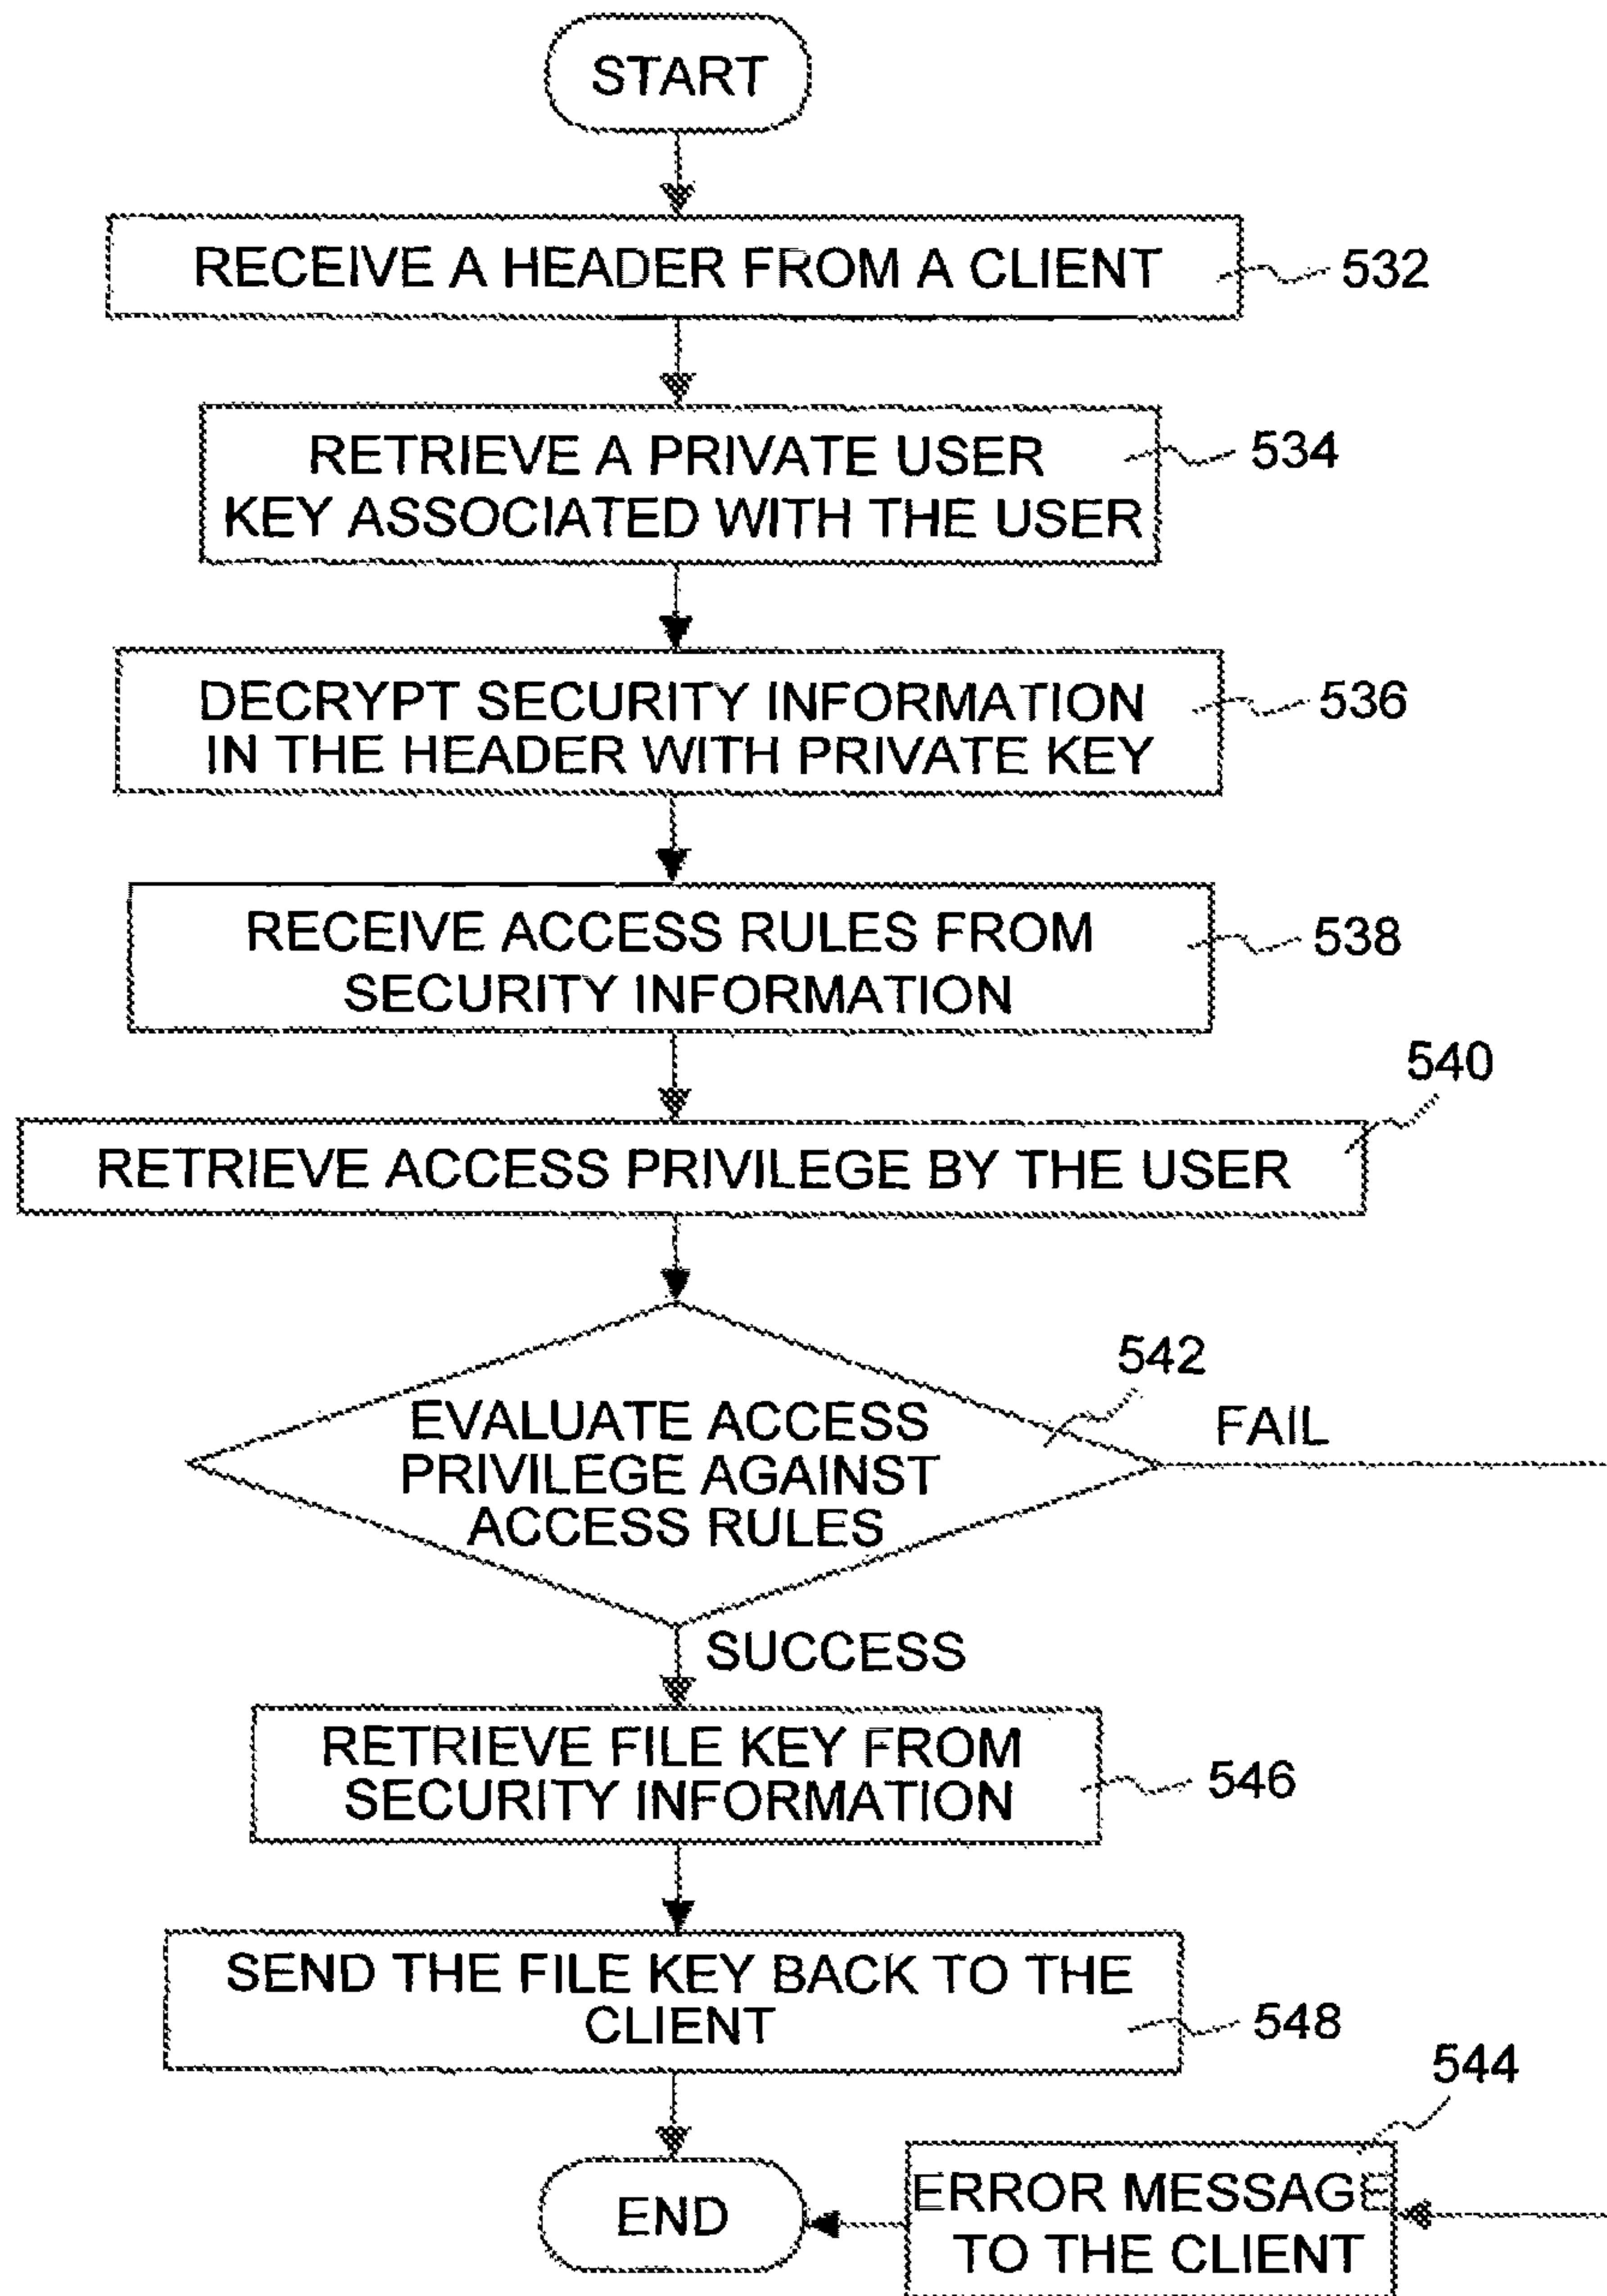 START
RECEIVE A HEADER FROM A CLIENT
532
RETRIEVE A PRIVATE USER
KEY ASSOCIATED WITH THE USER
534
DECRYPT SECURITY INFORMATION
IN THE HEADER WITH PRIVATE KEY
536
RECEIVE ACCESS RULES FROM
SECURITY INFORMATION
538
540
RETRIEVE ACCESS PRIVILEGE BY THE USER
542
EVALUATE ACCESS
PRIVILEGE AGAINST
ACCESS RULES
FAIL
SUCCESS
RETRIEVE FILE KEY FROM
SECURITY INFORMATION
546
SEND THE FILE KEY BACK TO THE
CLIENT
548
544
END
ERROR MESSAGE
TO THE CLIENT